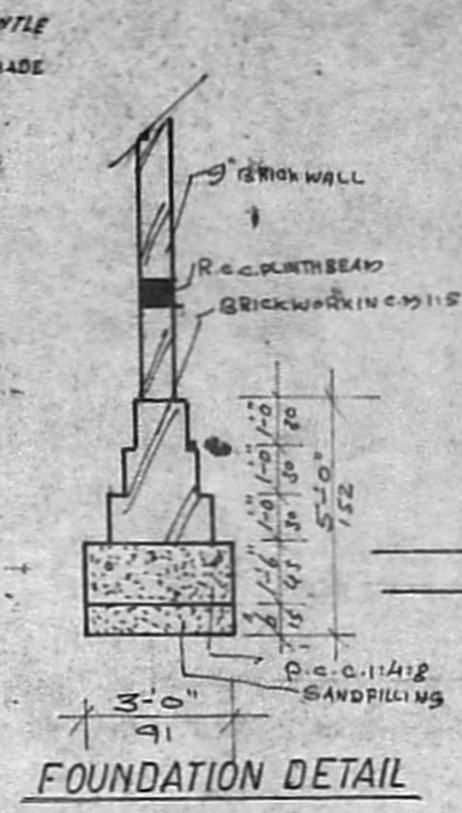 NTLE
ADE
9" BRICK WALL
R.C.C. PLINTH BEAM
BRICKWORK IN C.M 1:5
1'-0" 30
1'-0" 30
1'-0" 30
1'-6" 45
6" 15
5'-0"
152
P.C.C. 1:4:8
SANDFILLING
3'-0"
91
FOUNDATION DETAIL